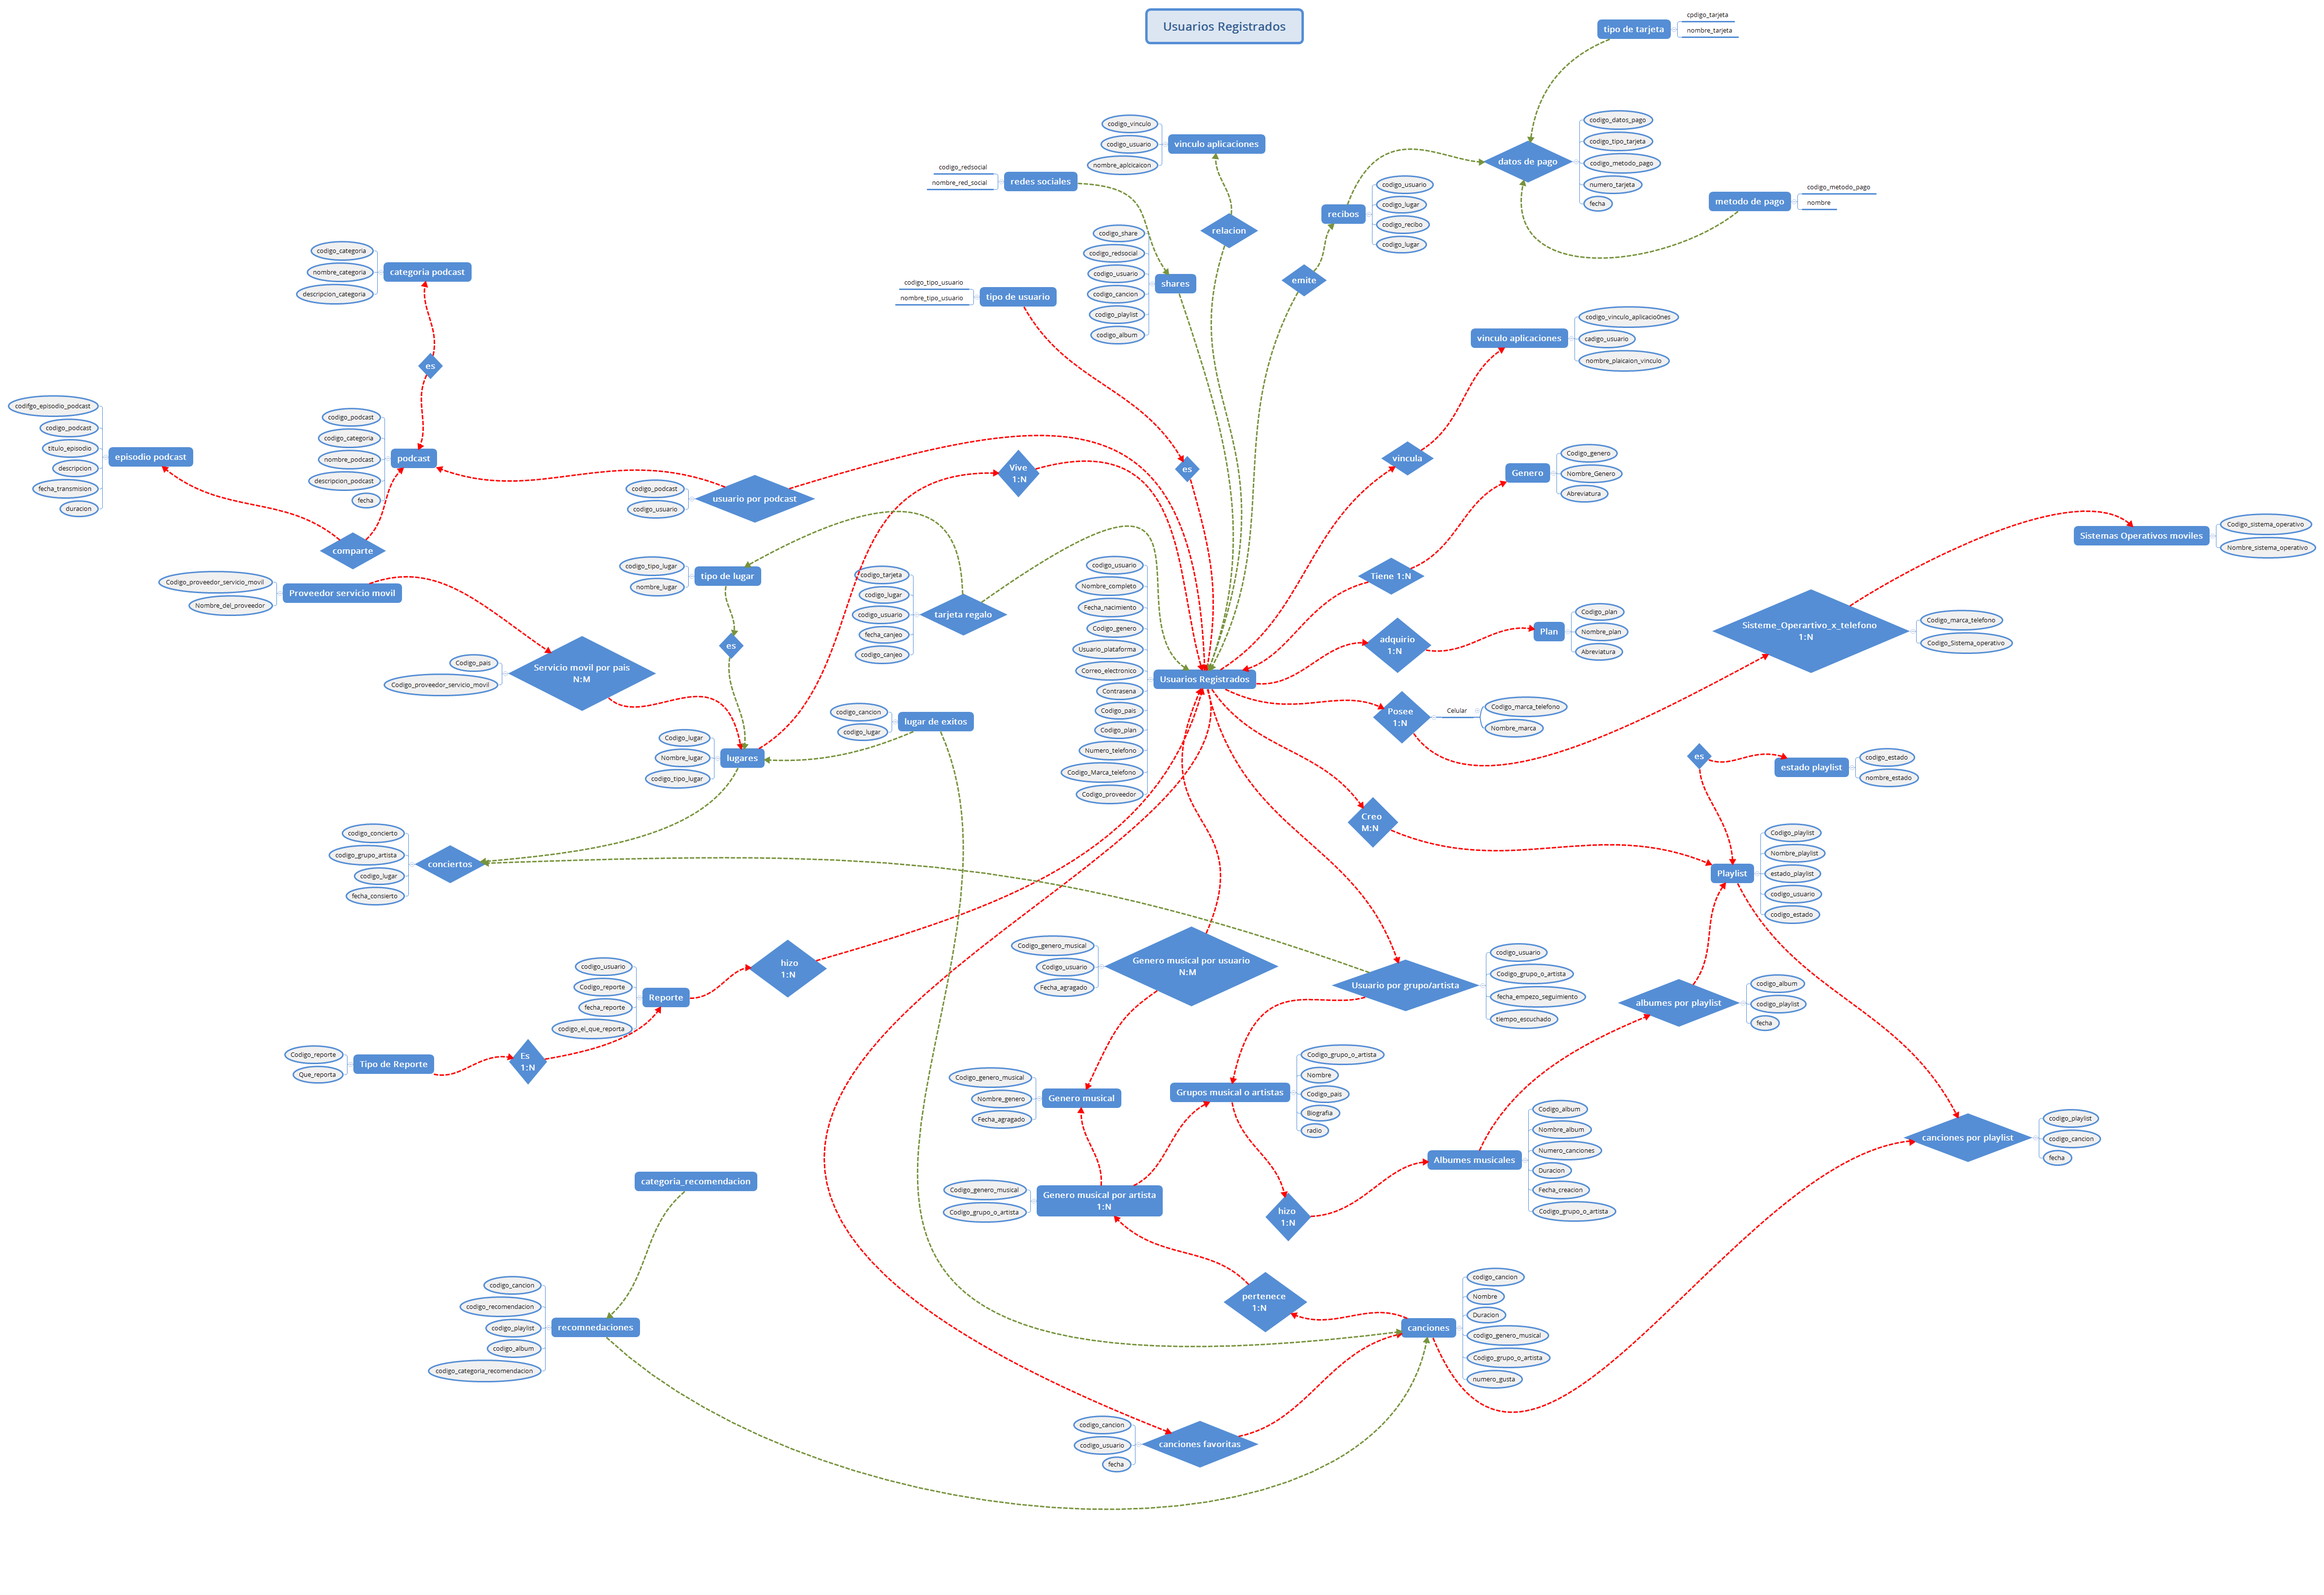 Usuarios Registrados
cpdigo_tarjeta
tipo de tarjeta
nombre_tarjeta
codigo_vinculo
codigo_usuario
nombre_aplcicaicon
vinculo aplicaciones
codigo_redsocial
nombre_red_social
redes sociales
codigo_datos_pago
codigo_tipo_tarjeta
codigo_metodo_pago
numero_tarjeta
fecha
datos de pago
metodo de pago
codigo_metodo_pago
nombre
recibos
codigo_usuario
codigo_lugar
codigo_recibo
codigo_lugar
relacion
codigo_share
codigo_redsocial
codigo_usuario
codigo_cancion
codigo_playlist
codigo_album
shares
emite
codigo_tipo_usuario
nombre_tipo_usuario
tipo de usuario
codigo_categoria
nombre_categoria
descripcion_categoria
categoria podcast
es
vinculo aplicaciones
codigo_vinculo_aplicacio0nes
cadigo_usuario
nombre_plaicaion_vinculo
codifgo_episodio_podcast
codigo_podcast
titulo_episodio
descripcion
fecha_transmision
duracion
episodio podcast
codigo_podcast
codigo_categoria
nombre_podcast
descripcion_podcast
fecha
podcast
comparte
codigo_podcast
codigo_usuario
usuario por podcast
Vive
1:N
es
vincula
Genero
Codigo_genero
Nombre_Genero
Abreviatura
Sistemas Operativos moviles
Codigo_sistema_operativo
Nombre_sistema_operativo
Codigo_proveedor_servicio_movil
Nombre_del_proveedor
Proveedor servicio movil
codigo_tipo_lugar
nombre_lugar
tipo de lugar
codigo_tarjeta
codigo_lugar
codigo_usuario
fecha_canjeo
codigo_canjeo
tarjeta regalo
Tiene 1:N
es
Codigo_pais
Codigo_proveedor_servicio_movil
Servicio movil por pais
N:M
codigo_usuario
Nombre_completo
Fecha_nacimiento
Codigo_genero
Usuario_plataforma
Correo_electronico
Contrasena
Codigo_pais
Codigo_plan
Numero_telefono
Codigo_Marca_telefono
Codigo_proveedor
Usuarios Registrados
adquirio
1:N
Plan
Codigo_plan
Nombre_plan
Abreviatura
Sisteme_Operartivo_x_telefono
1:N
Codigo_marca_telefono
Codigo_Sistema_operativo
Posee
1:N
Celular
Codigo_marca_telefono
Nombre_marca
codigo_cancion
codigo_lugar
lugar de exitos
Codigo_lugar
Nombre_lugar
codigo_tipo_lugar
lugares
es
estado playlist
codigo_estado
nombre_estado
Creo
M:N
codigo_concierto
codigo_grupo_artista
codigo_lugar
fecha_consierto
conciertos
Playlist
Codigo_playlist
Nombre_playlist
estado_playlist
codigo_usuario
codigo_estado
hizo
1:N
codigo_usuario
Codigo_reporte
fecha_reporte
codigo_el_que_reporta
Reporte
Codigo_genero_musical
Codigo_usuario
Fecha_agragado
Genero musical por usuario
N:M
Usuario por grupo/artista
codigo_usuario
Codigo_grupo_o_artista
fecha_empezo_seguimiento
tiempo_escuchado
albumes por playlist
codigo_album
codigo_playlist
fecha
Codigo_reporte
Que_reporta
Tipo de Reporte
Es
1:N
Codigo_genero_musical
Nombre_genero
Fecha_agragado
Genero musical
Grupos musical o artistas
Codigo_grupo_o_artista
Nombre
Codigo_pais
Biografia
radio
Albumes musicales
Codigo_album
Nombre_album
Numero_canciones
Duracion
Fecha_creacion
Codigo_grupo_o_artista
canciones por playlist
codigo_playlist
codigo_cancion
fecha
categoria_recomendacion
Codigo_genero_musical
Codigo_grupo_o_artista
Genero musical por artista
1:N
hizo
1:N
pertenece
1:N
codigo_cancion
codigo_recomendacion
codigo_playlist
codigo_album
codigo_categoria_recomendacion
recomnedaciones
canciones
codigo_cancion
Nombre
Duracion
codigo_genero_musical
Codigo_grupo_o_artista
numero_gusta
codigo_cancion
codigo_usuario
fecha
canciones favoritas